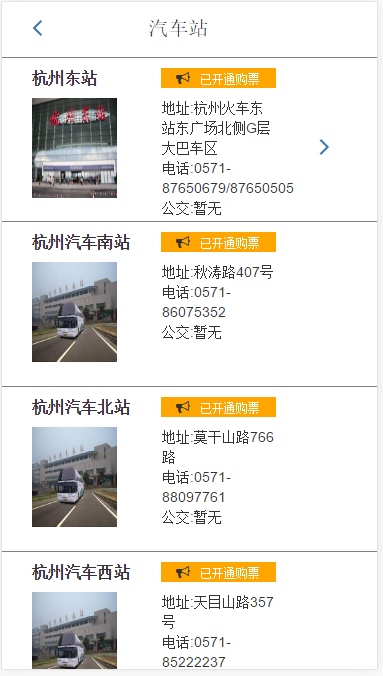 汽车站
杭州东站
已开通购票
地址:杭州火车东
站东广场北侧G层
大巴车区
电话:0571-
87650679/87650505
公交:暂无
杭州汽车南站
已开通购票
地址:秋涛路407号
电话:0571-
86075352
公交:暂无
杭州汽车北站
已开通购票
地址:莫干山路766
路
电话:0571-
88097761
公交:暂无
杭州汽车西站
已开通购票
地址:天目山路357
号
电话:0571-
85222237